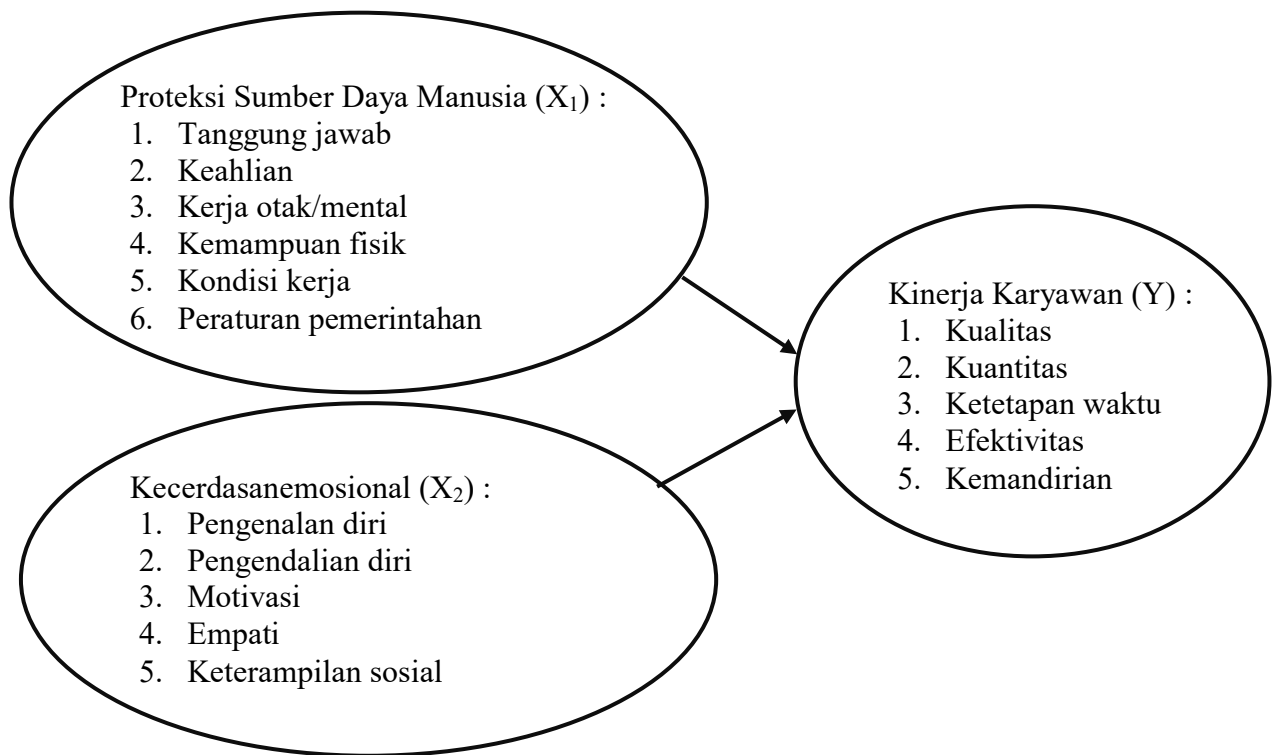 Proteksi Sumber Daya Manusia (X₁) :
1. Tanggung jawab
2. Keahlian
3. Kerja otak/mental
4. Kemampuan fisik
5. Kondisi kerja
6. Peraturan pemerintahan
Kecerdasanemosional (X₂) :
1. Pengenalan diri
2. Pengendalian diri
3. Motivasi
4. Empati
5. Keterampilan sosial
Kinerja Karyawan (Y) :
1. Kualitas
2. Kuantitas
3. Ketetapan waktu
4. Efektivitas
5. Kemandirian